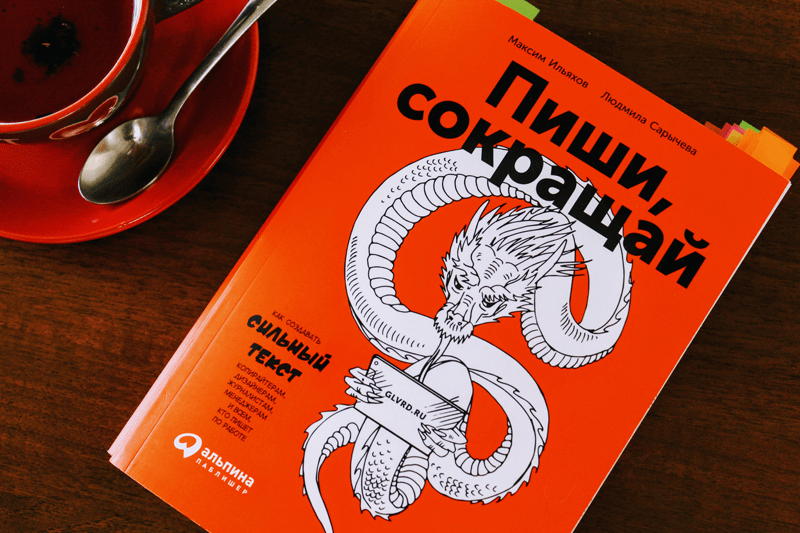 Максим Ильяхов Людмила Сарычева
Пиши,
сокращай
КАК СОЗДАВАТЬ
СИЛЬНЫЙ
ТЕКСТ
КОПИРАЙТЕРАМ,
ДИЗАЙНЕРАМ,
ЖУРНАЛИСТАМ,
МЕНЕДЖЕРАМ
И ВСЕМ,
КТО ПИШЕТ
ПО РАБОТЕ
GLVRD.RU
альпина
ПАБЛИШЕР